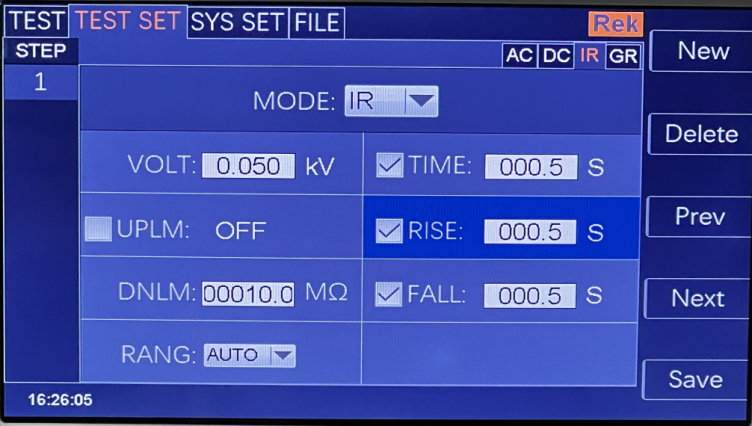 TEST TEST SET SYS SET FILE Rek
STEP AC DC IR GR
1
MODE: IR
VOLT: 0.050 kV TIME: 000.5 S
UPLM: OFF RISE: 000.5 S
DNLM: 00010.0 MΩ FALL: 000.5 S
RANG: AUTO
16:26:05
New
Delete
Prev
Next
Save